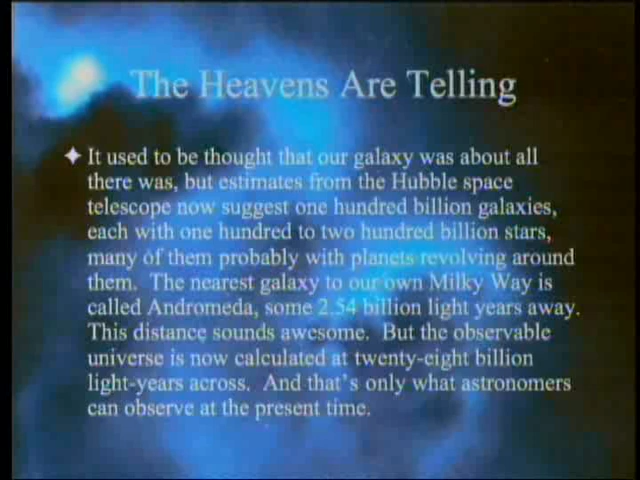 The Heavens Are Telling
It used to be thought that our galaxy was about all
there was, but estimates from the Hubble space
telescope now suggest one hundred billion galaxies,
each with one hundred to two hundred billion stars,
many of them probably with planets revolving around
them. The nearest galaxy to our own Milky Way is
called Andromeda, some 2.54 billion light years away.
This distance sounds awesome. But the observable
universe is now calculated at twenty-eight billion
light-years across. And that's only what astronomers
can observe at the present time.